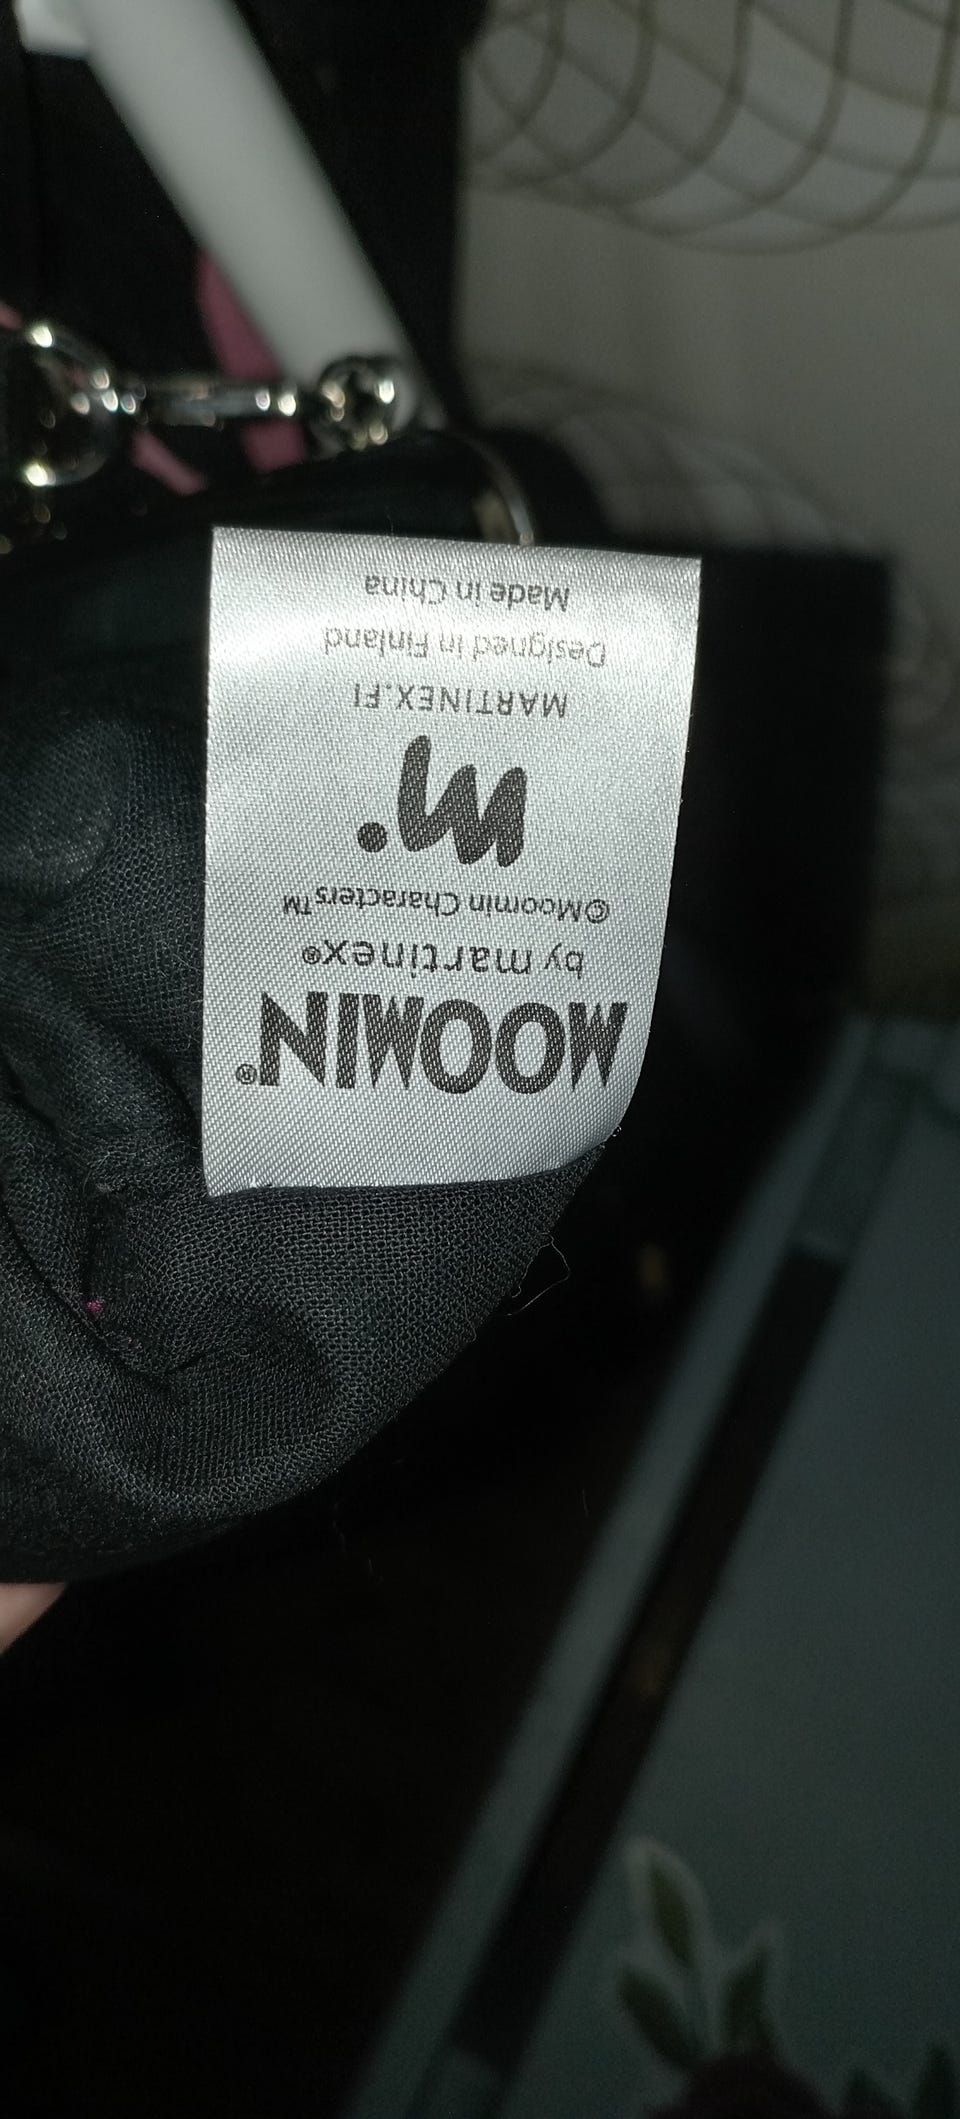 MOOMIN®
by martinex®
©Moomin Characters™
m.
MARTINEX.FI
Designed in Finland
Made in China